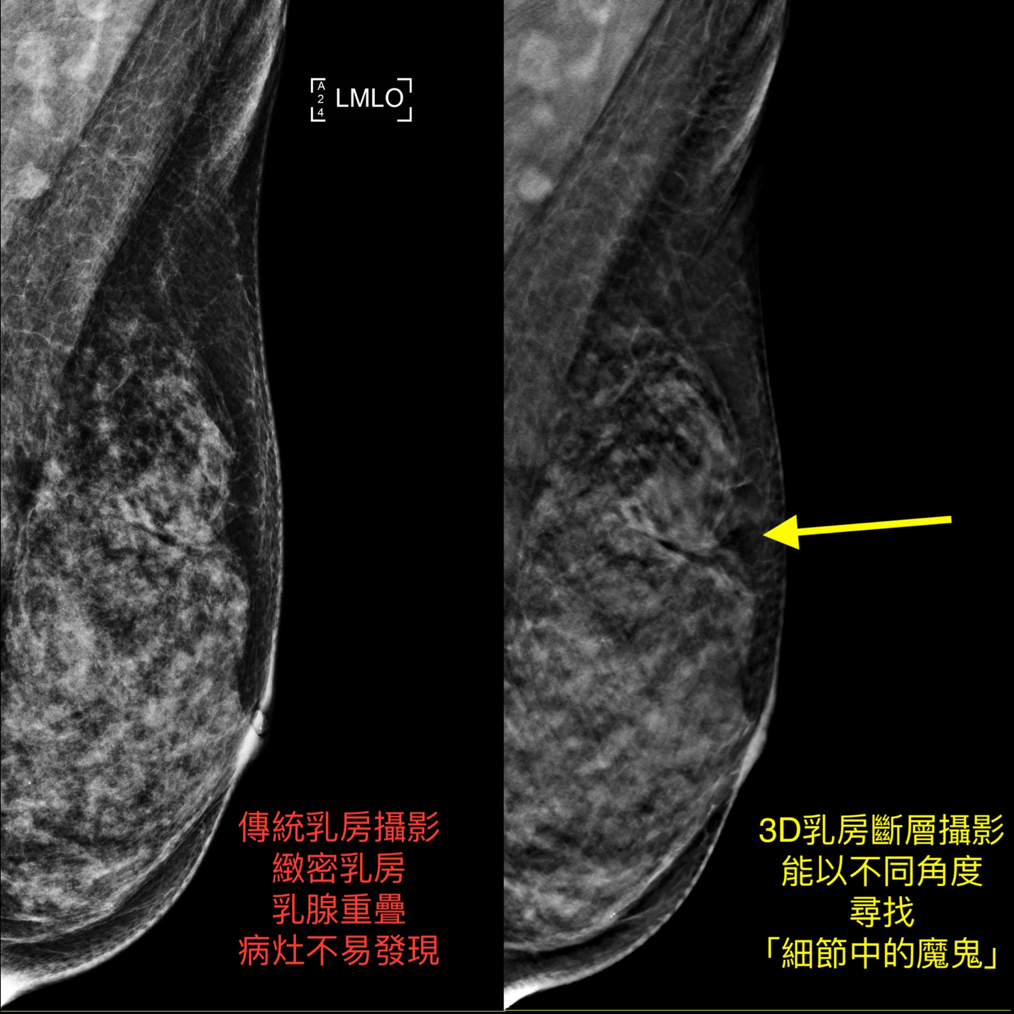 A
2
4
LMLO
傳統乳房攝影
緻密乳房
乳腺重疊
病灶不易發現
3D乳房斷層攝影
能以不同角度
尋找
「細節中的魔鬼」